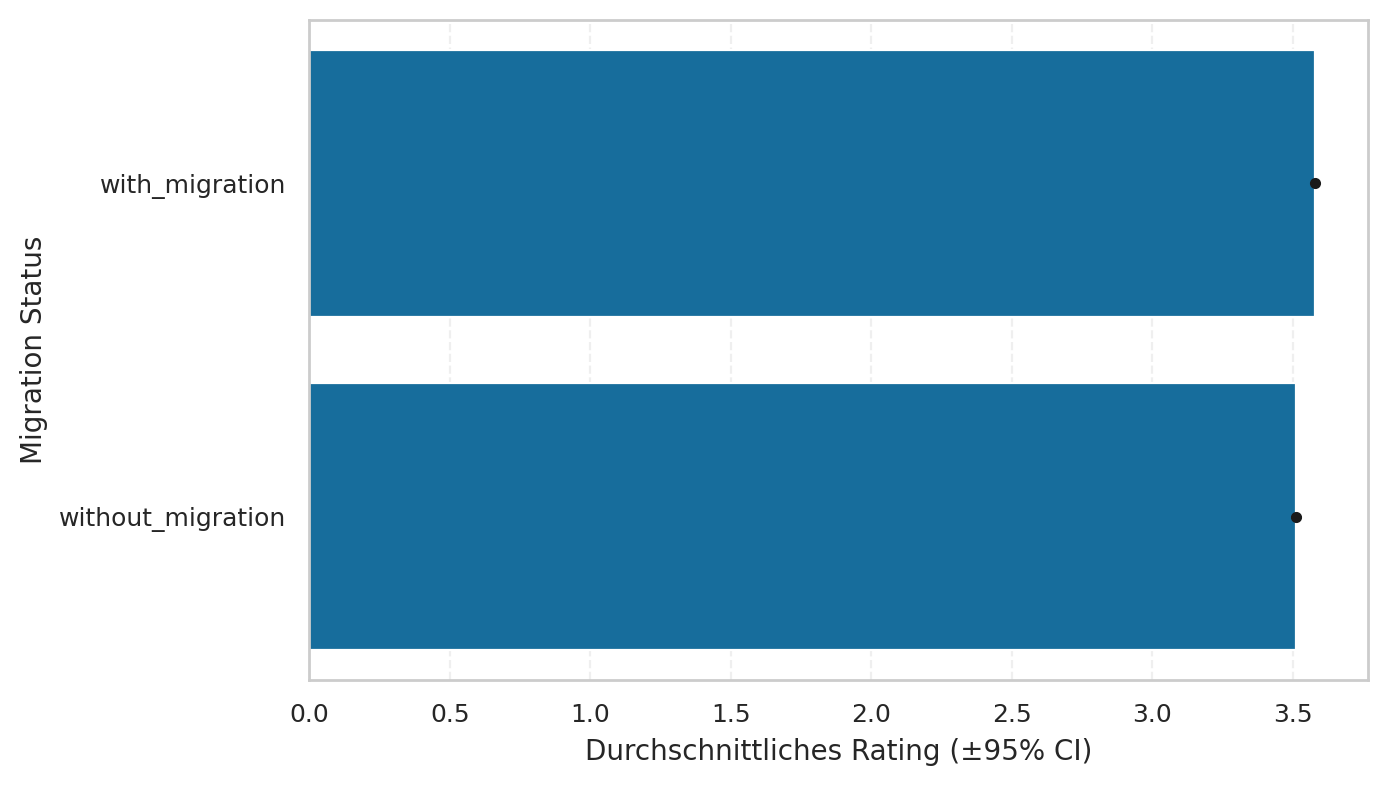 Migration Status
with_migration
without_migration
0.0 0.5 1.0 1.5 2.0 2.5 3.0 3.5
Durchschnittliches Rating (±95% CI)